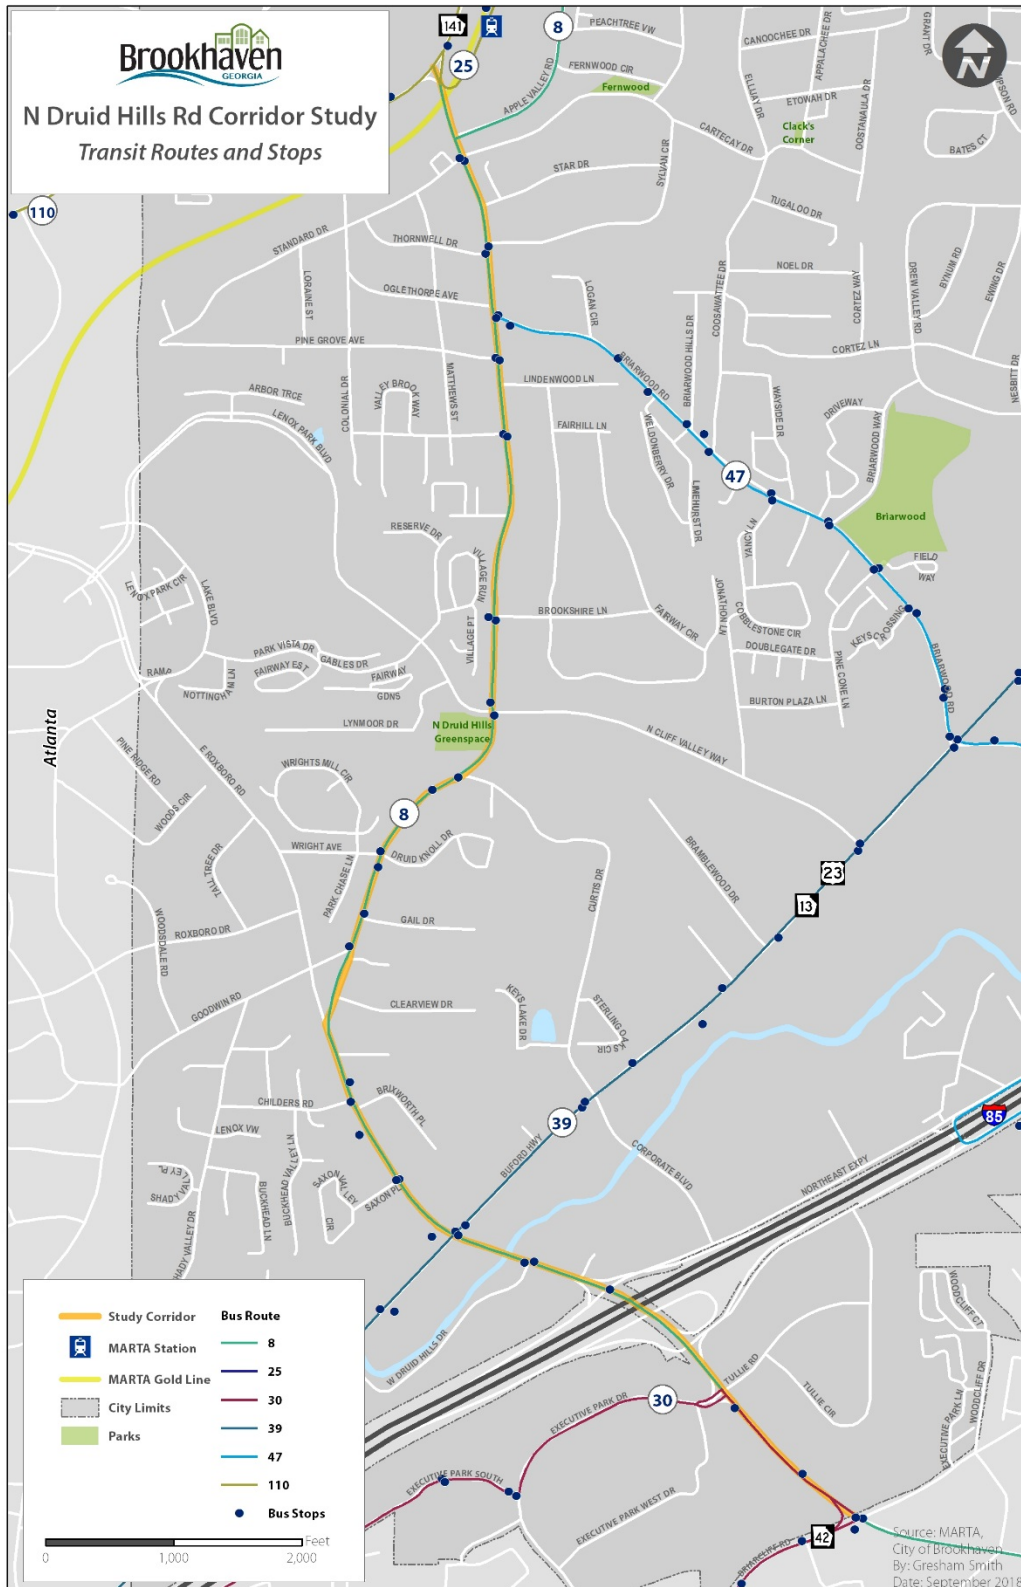 Brookhaven
GEORGIA
N Druid Hills Rd Corridor Study
Transit Routes and Stops
141
25
8
110
N
PEACHTREE VW
FERNWOOD CIR
Fernwood
APPLE VALLEY RD
CANOOCHEE DR
APPALACHEE DR
GRANT DR
ELLIJAY DR
ETOWAH DR
Clack's
Corner
OOSTANAULA DR
BATES CT
CARTECAY DR
SYLVAN CIR
STAR DR
TUGALOO DR
STANDARD DR
THORNWELL DR
LORAINE ST
OGLETHORPE AVE
LOGAN CIR
COOSAWATTEE DR
NOEL DR
CORTEZ WAY
DREW VALLEY RD
BYNUM RD
EWING DR
PINE GROVE AVE
BRIARWOOD HILLS DR
CORTEZ LN
NESBITT DR
ARBOR TRCE
LENOX PARK BLVD
COLONIAL DR
VALLEY BROOK WAY
MATTHEWS ST
LINDENWOOD LN
BRIARWOOD RD
FAIRHILL LN
WELDONBERRY DR
LIMEHURST DR
WAYSIDE DR
DRIVEWAY
BRIARWOOD WAY
47
Briarwood
RESERVE DR
VILLAGE RUN
VILLAGE PT
YANCY LN
FIELD
WAY
LENOX PARK CIR
LAKE BLVD
BROOKSHIRE LN
FAIRWAY CIR
JONATHON LN
COBBLESTONE CIR
KEYS CROSSING
DOUBLEGATE DR
PINE CONE LN
BRIARWOOD RD
PARK VISTA DR
GABLES DR
FAIRWAY EST
FAIRWAY
GDNS
RAMP
NOTTINGHAM LN
LYNMOOR DR
N Druid Hills
Greenspace
BURTON PLAZA LN
N CLIFF VALLEY WAY
Atlanta
E ROXBORO RD
PINE RIDGE RD
WOODS CIR
WRIGHTS MILL CIR
8
WRIGHT AVE
DRUID KNOLL DR
TALL TREE DR
PARK CHASE LN
CURTIS DR
BRAMBLEWOOD DR
23
13
WOODSDALE RD
ROXBORO DR
GAIL DR
GOODWIN RD
CLEARVIEW DR
KEYS LAKE DR
STERLING OAKS CIR
CHILDERS RD
BRIXWORTH PL
LENOX VW
39
BUFORD HWY
CORPORATE BLVD
NORTHEAST EXPY
85
BUCKHEAD LN
BUCKHEAD VALLEY LN
SAXON VALLEY
CIR
SAXON PL
W DRUID HILLS DR
TULLIE RD
TULLIE CIR
WOODCLIFF CT
WOODCLIFF DR
EXECUTIVE PARK LN
30
EXECUTIVE PARK DR
EXECUTIVE PARK SOUTH
EXECUTIVE PARK WEST DR
BRIARCLIFF RD
42
Study Corridor
MARTA Station
MARTA Gold Line
City Limits
Parks
Bus Route
8
25
30
39
47
110
Bus Stops
Feet
0
1,000
2,000
Source: MARTA,
City of Brookhaven
By: Gresham Smith
Date: September 2018